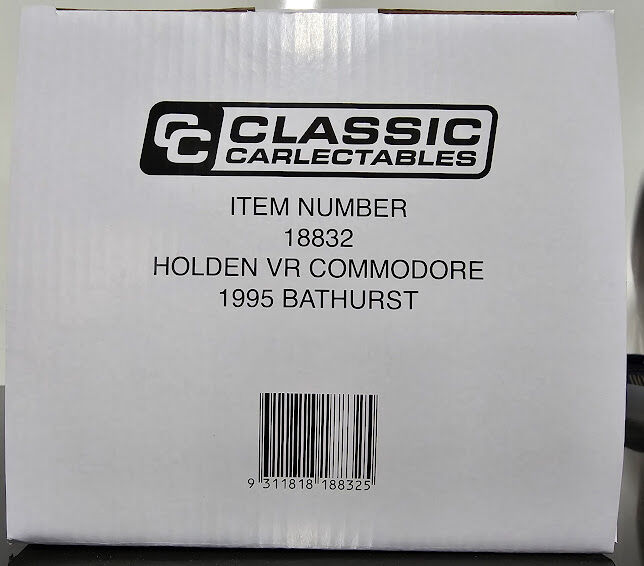 CC CLASSIC
CARLECTABLES
ITEM NUMBER
18832
HOLDEN VR COMMODORE
1995 BATHURST
9 311818 188325